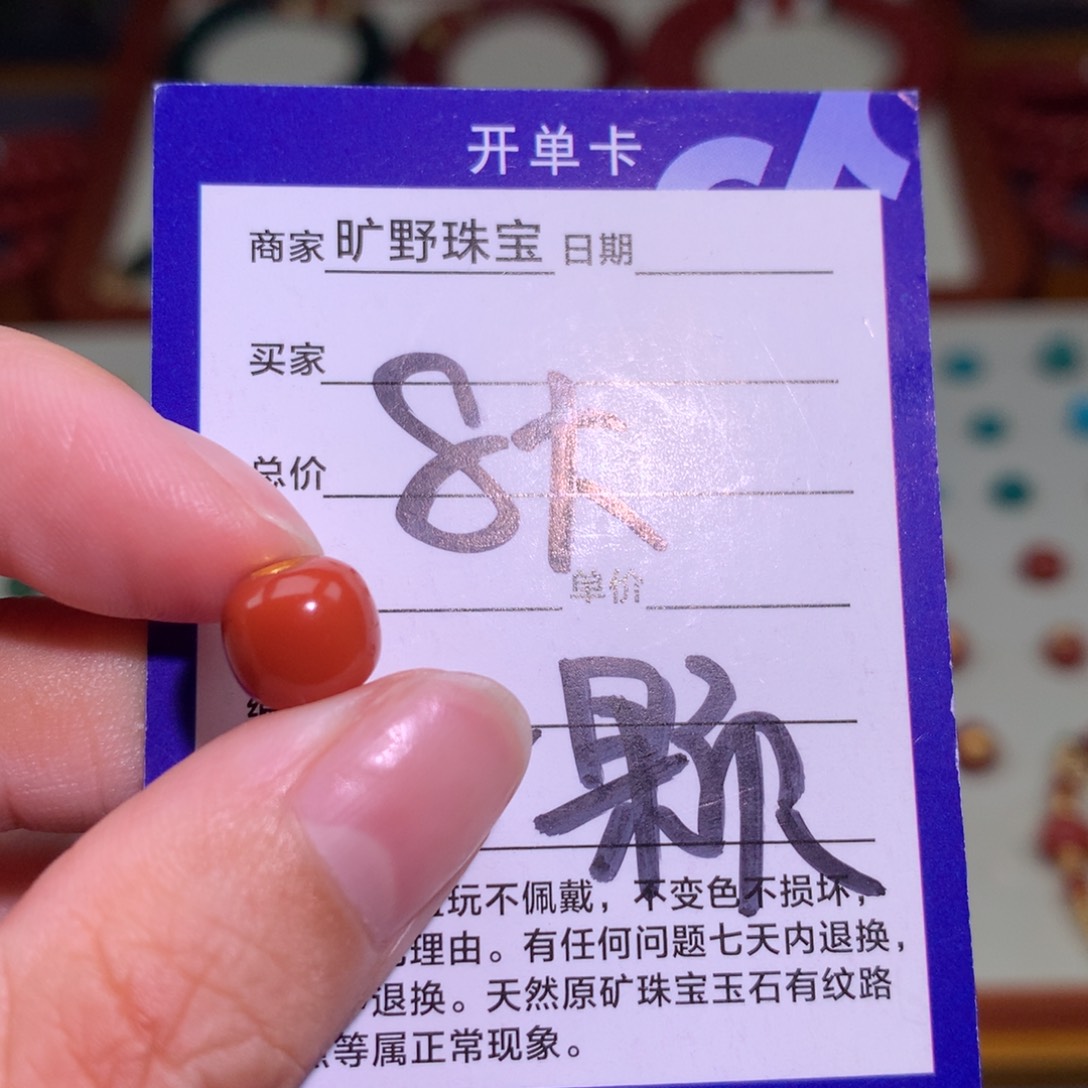 开单卡
商家 旷野珠宝 日期
买家
8卡
总价
单价
颗
玩不佩戴，不变色不损坏，
理由。有任何问题七天内退换，
退换。天然原矿珠宝玉石有纹路
等属正常现象。